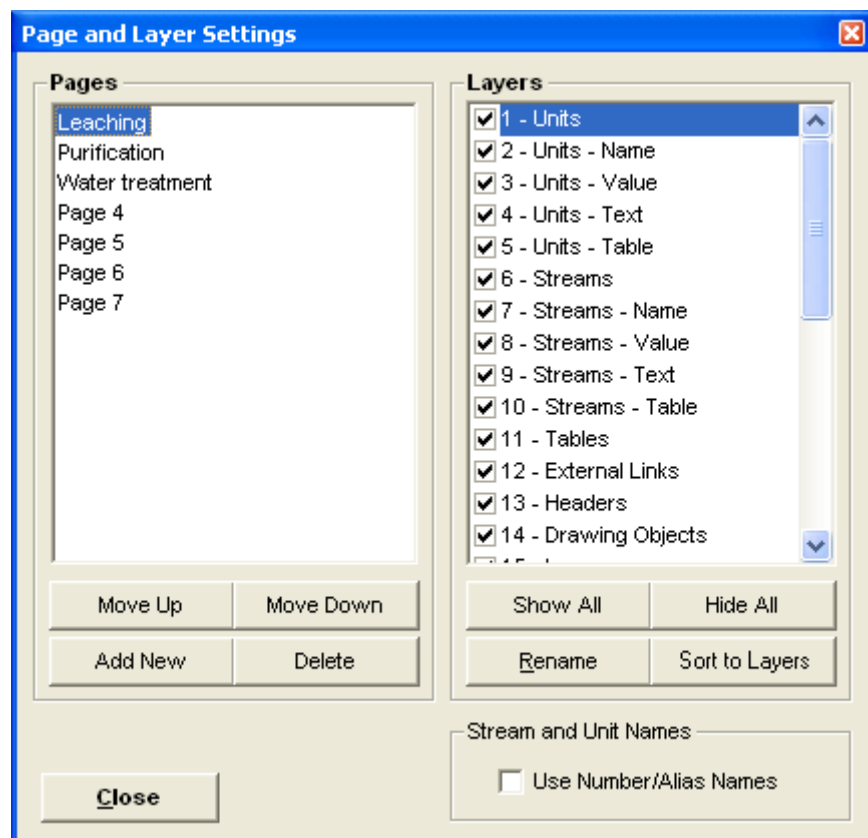 Page and Layer Settings
Pages
Leaching
Purification
Water treatment
Page 4
Page 5
Page 6
Page 7
Move Up
Move Down
Add New
Delete
Layers
1 - Units
2 - Units - Name
3 - Units - Value
4 - Units - Text
5 - Units - Table
6 - Streams
7 - Streams - Name
8 - Streams - Value
9 - Streams - Text
10 - Streams - Table
11 - Tables
12 - External Links
13 - Headers
14 - Drawing Objects
Show All
Hide All
Rename
Sort to Layers
Stream and Unit Names
Use Number/Alias Names
Close